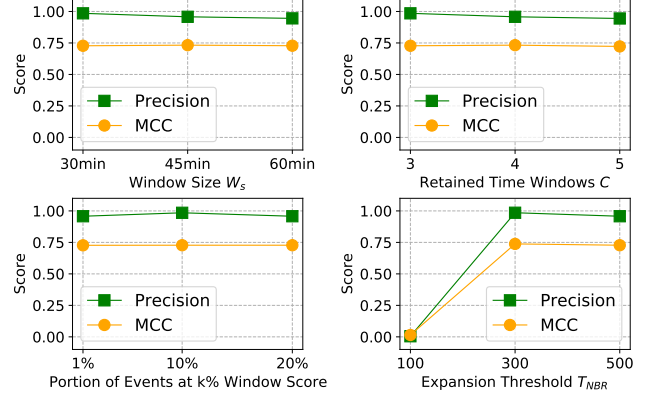 1.00
0.75
0.50
0.25
0.00
Score
Precision
MCC
30min 45min 60min
Window Size Wₛ
1.00
0.75
0.50
0.25
0.00
Score
Precision
MCC
3 4 5
Retained Time Windows C
1.00
0.75
0.50
0.25
0.00
Score
Precision
MCC
1% 10% 20%
Portion of Events at k% Window Score
1.00
0.75
0.50
0.25
0.00
Score
Precision
MCC
100 300 500
Expansion Threshold T_NBR